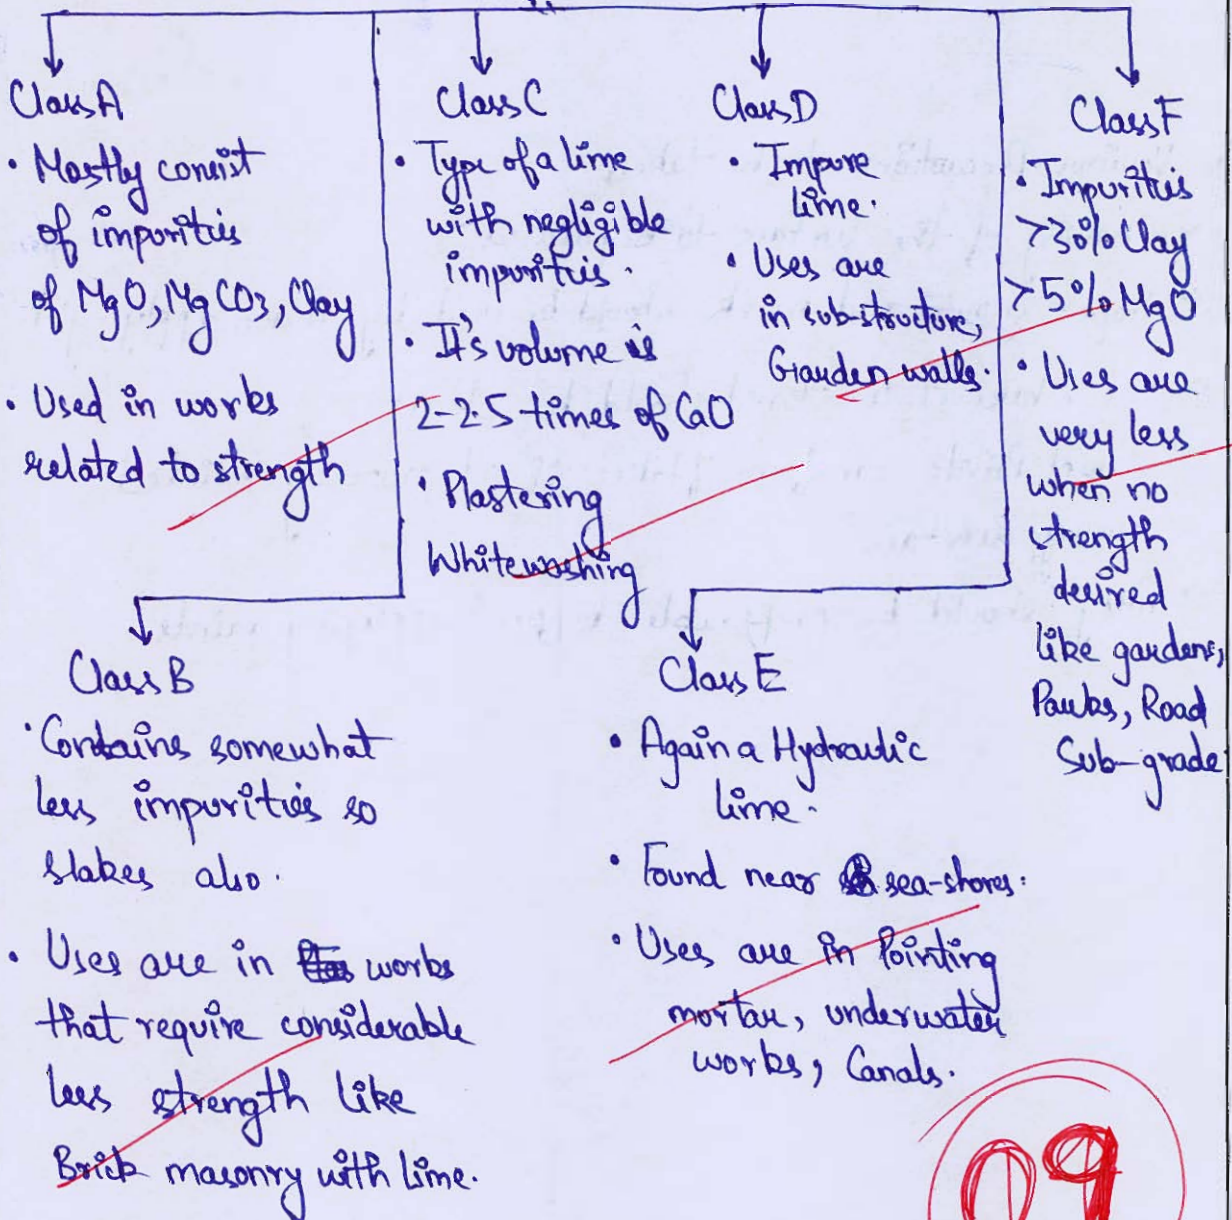 Class A
• Mostly consist
of impurities
of MgO, MgCO3, Clay
• Used in works
related to strength
Class C
• Type of a lime
with negligible
impurities.
• It's volume is
2-2.5 times of CaO
• Plastering
Whitewashing
Class D
• Impure
lime.
• Uses are
in sub-structure,
Garden walls.
Class F
• Impurities
>30% Clay
>5% MgO
• Uses are
very less
when no
strength
desired
like gardens,
Parks, Road
Sub-grade
Class B
• Contains somewhat
less impurities so
slakes also.
• Uses are in works
that require considerable
less strength like
Brick masonry with lime.
Class E
• Again a Hydraulic
lime.
• Found near sea-shores.
• Uses are in Pointing
mortar, underwater
works, Canals.
09